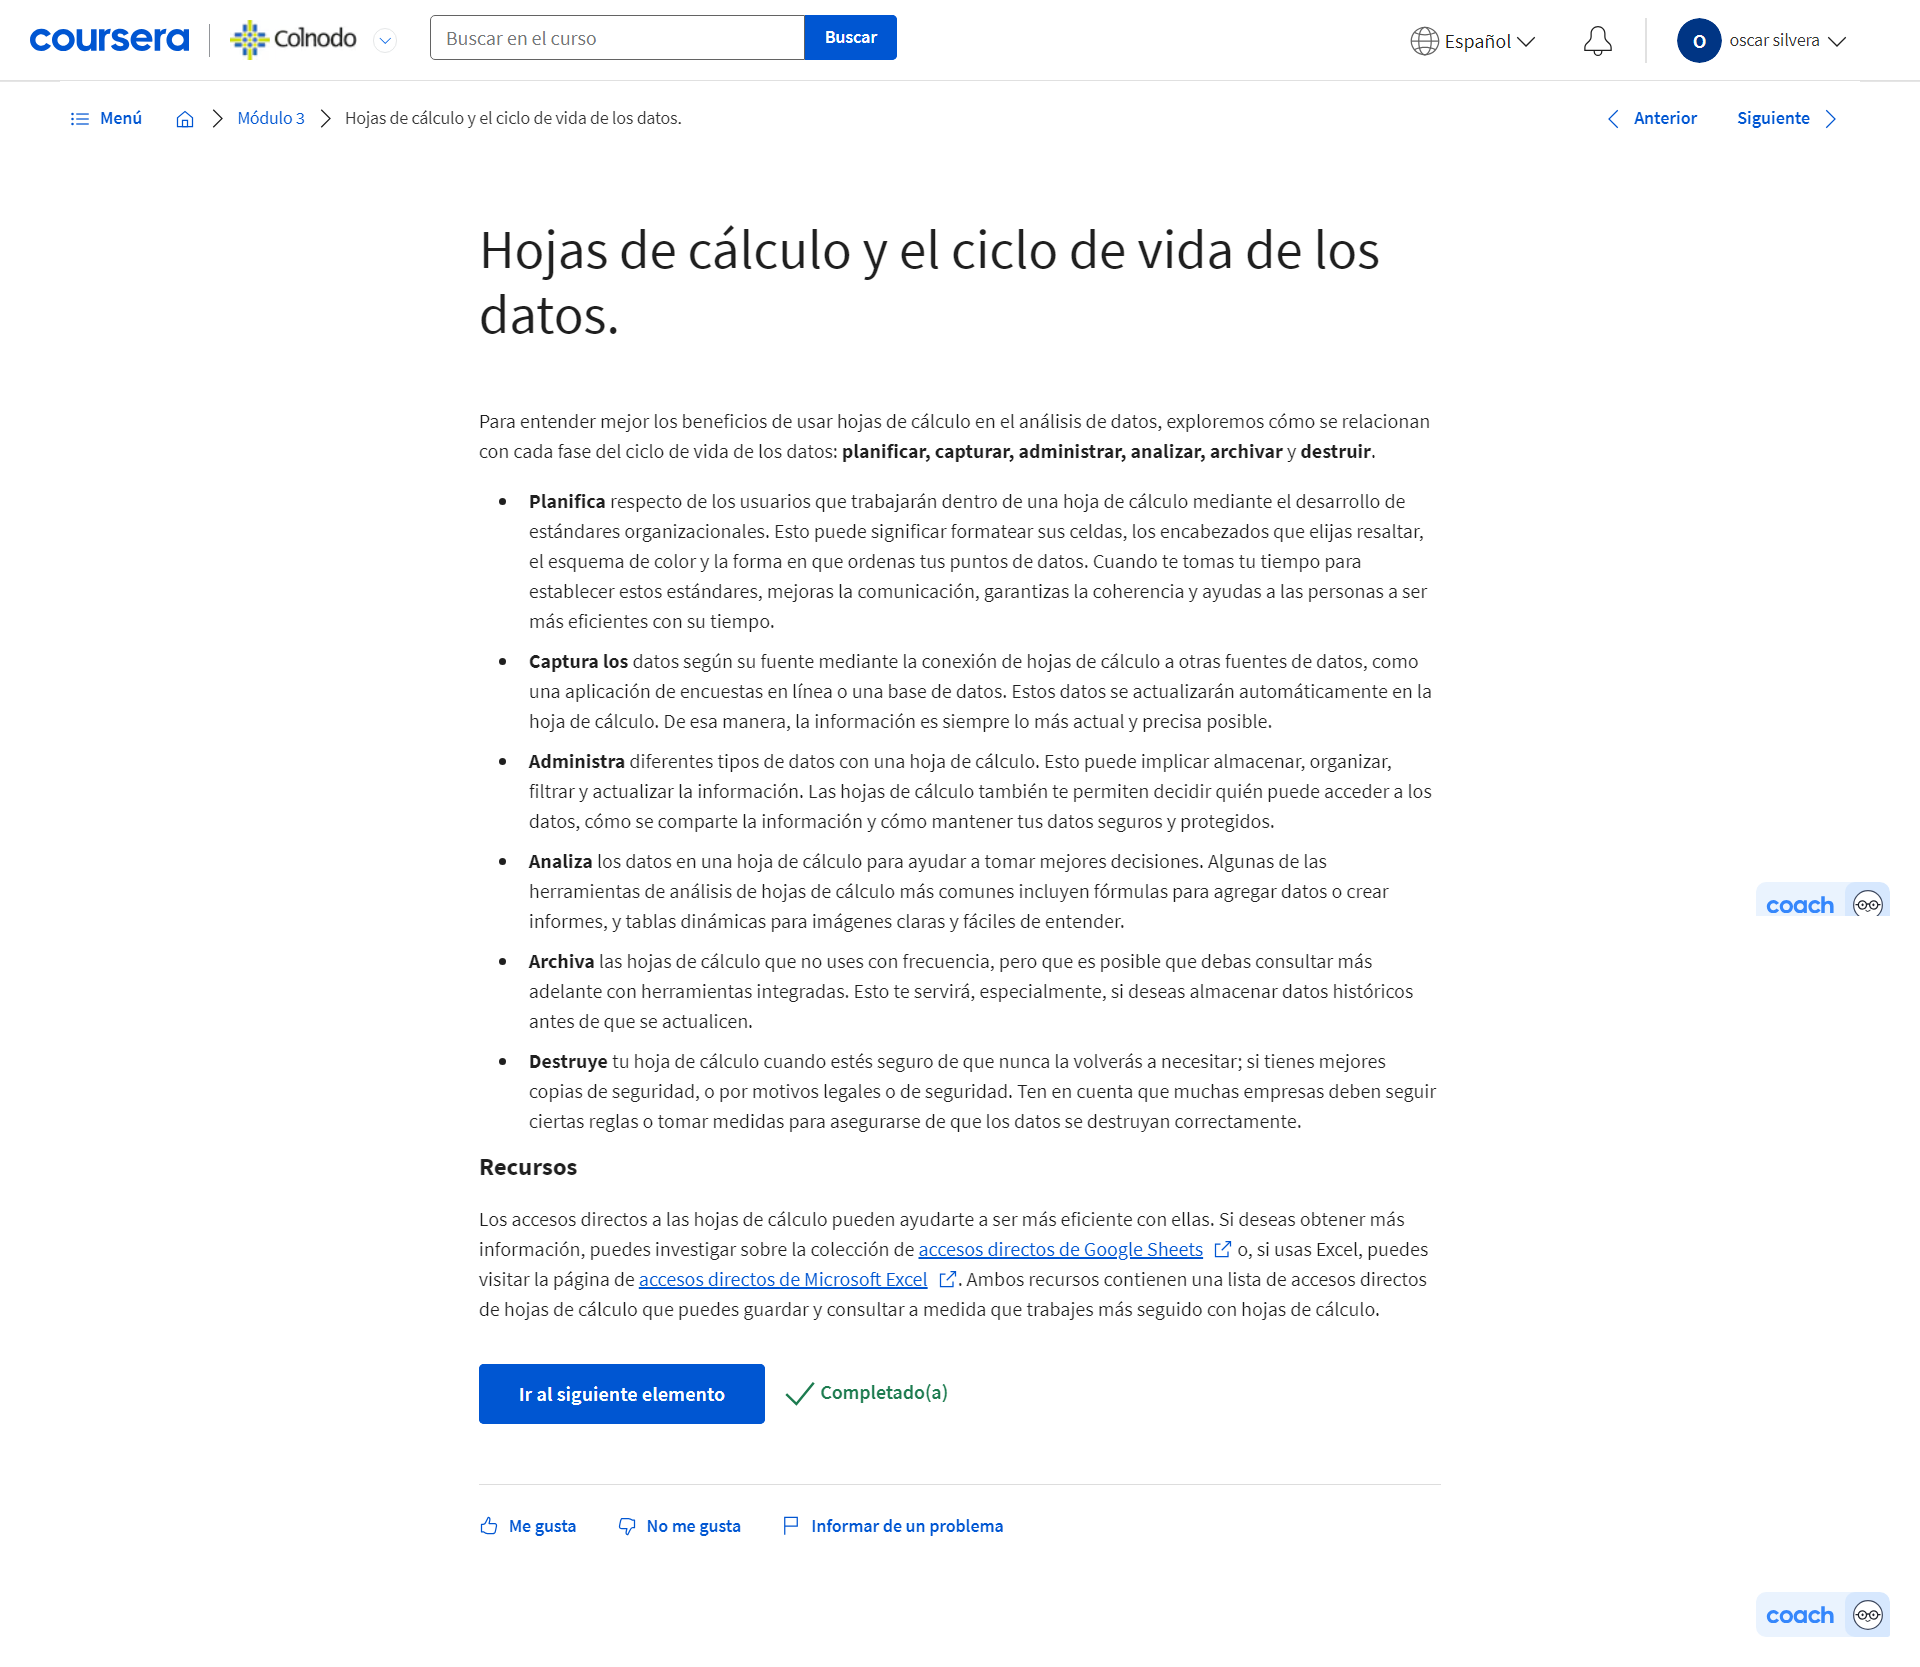 coursera
Colnodo
Buscar en el curso
Buscar
Español
O
oscar silvera
Menú
Módulo 3
Hojas de cálculo y el ciclo de vida de los datos.
Anterior
Siguiente
Hojas de cálculo y el ciclo de vida de los
datos.
Para entender mejor los beneficios de usar hojas de cálculo en el análisis de datos, exploremos cómo se relacionan
con cada fase del ciclo de vida de los datos: planificar, capturar, administrar, analizar, archivar y destruir.
Planifica respecto de los usuarios que trabajarán dentro de una hoja de cálculo mediante el desarrollo de
estándares organizacionales. Esto puede significar formatear sus celdas, los encabezados que elijas resaltar,
el esquema de color y la forma en que ordenas tus puntos de datos. Cuando te tomas tu tiempo para
establecer estos estándares, mejoras la comunicación, garantizas la coherencia y ayudas a las personas a ser
más eficientes con su tiempo.
Captura los datos según su fuente mediante la conexión de hojas de cálculo a otras fuentes de datos, como
una aplicación de encuestas en línea o una base de datos. Estos datos se actualizarán automáticamente en la
hoja de cálculo. De esa manera, la información es siempre lo más actual y precisa posible.
Administra diferentes tipos de datos con una hoja de cálculo. Esto puede implicar almacenar, organizar,
filtrar y actualizar la información. Las hojas de cálculo también te permiten decidir quién puede acceder a los
datos, cómo se comparte la información y cómo mantener tus datos seguros y protegidos.
Analiza los datos en una hoja de cálculo para ayudar a tomar mejores decisiones. Algunas de las
herramientas de análisis de hojas de cálculo más comunes incluyen fórmulas para agregar datos o crear
informes, y tablas dinámicas para imágenes claras y fáciles de entender.
coach
Archiva las hojas de cálculo que no uses con frecuencia, pero que es posible que debas consultar más
adelante con herramientas integradas. Esto te servirá, especialmente, si deseas almacenar datos históricos
antes de que se actualicen.
Destruye tu hoja de cálculo cuando estés seguro de que nunca la volverás a necesitar; si tienes mejores
copias de seguridad, o por motivos legales o de seguridad. Ten en cuenta que muchas empresas deben seguir
ciertas reglas o tomar medidas para asegurarse de que los datos se destruyan correctamente.
Recursos
Los accesos directos a las hojas de cálculo pueden ayudarte a ser más eficiente con ellas. Si deseas obtener más
información, puedes investigar sobre la colección de accesos directos de Google Sheets o, si usas Excel, puedes
visitar la página de accesos directos de Microsoft Excel. Ambos recursos contienen una lista de accesos directos
de hojas de cálculo que puedes guardar y consultar a medida que trabajes más seguido con hojas de cálculo.
Ir al siguiente elemento
Completado(a)
Me gusta
No me gusta
Informar de un problema
coach